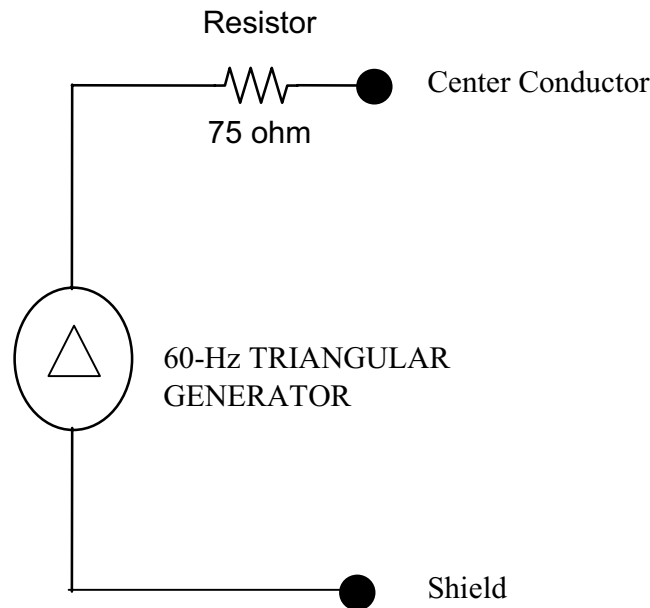 Resistor
Center Conductor
75 ohm
60-Hz TRIANGULAR
GENERATOR
Shield